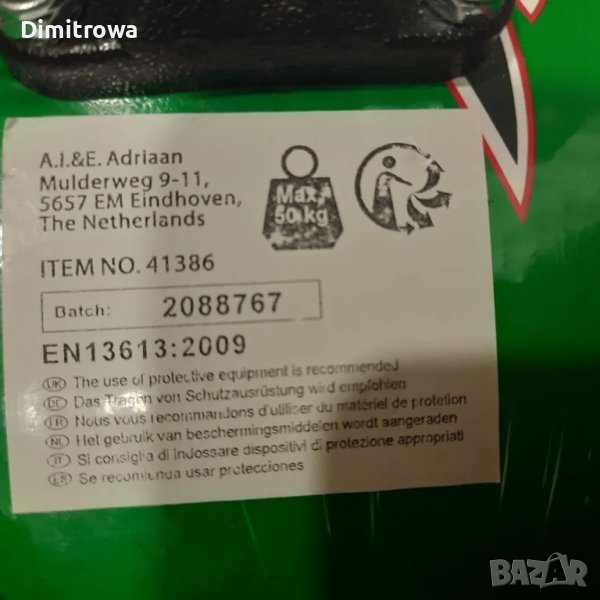 Dimitrowa
A.I.&E. Adriaan
Mulderweg 9-11,
5657 EM Eindhoven,
The Netherlands
Max.
50 kg
ITEM NO. 41386
Batch: 2088767
EN13613:2009
UK The use of protective equipment is recommended
DE Das Tragen von Schutzausrüstung wird empfohlen
FR Nous vous recommandons d'utiliser du matériel de protetion
NL Het gebruik van beschermingsmiddelen wordt aangeraden
IT Si consiglia di indossare dispositivi di protezione appropriati
ES Se recomienda usar protecciones
BAZAR